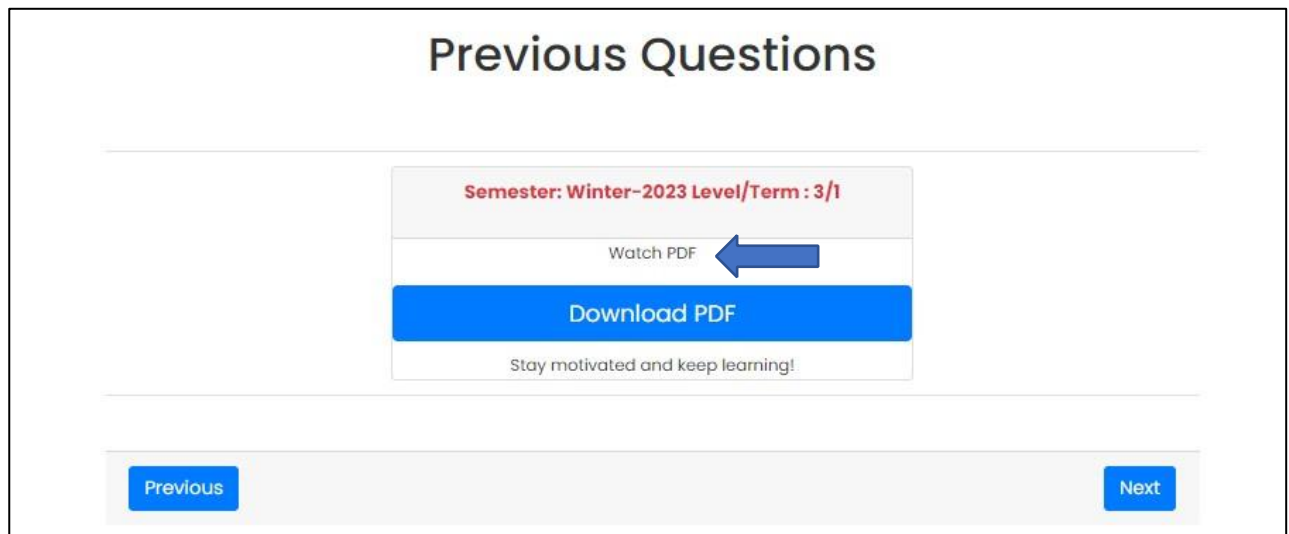 Previous Questions
Semester: Winter-2023 Level/Term : 3/1
Watch PDF
Download PDF
Stay motivated and keep learning!
Previous
Next